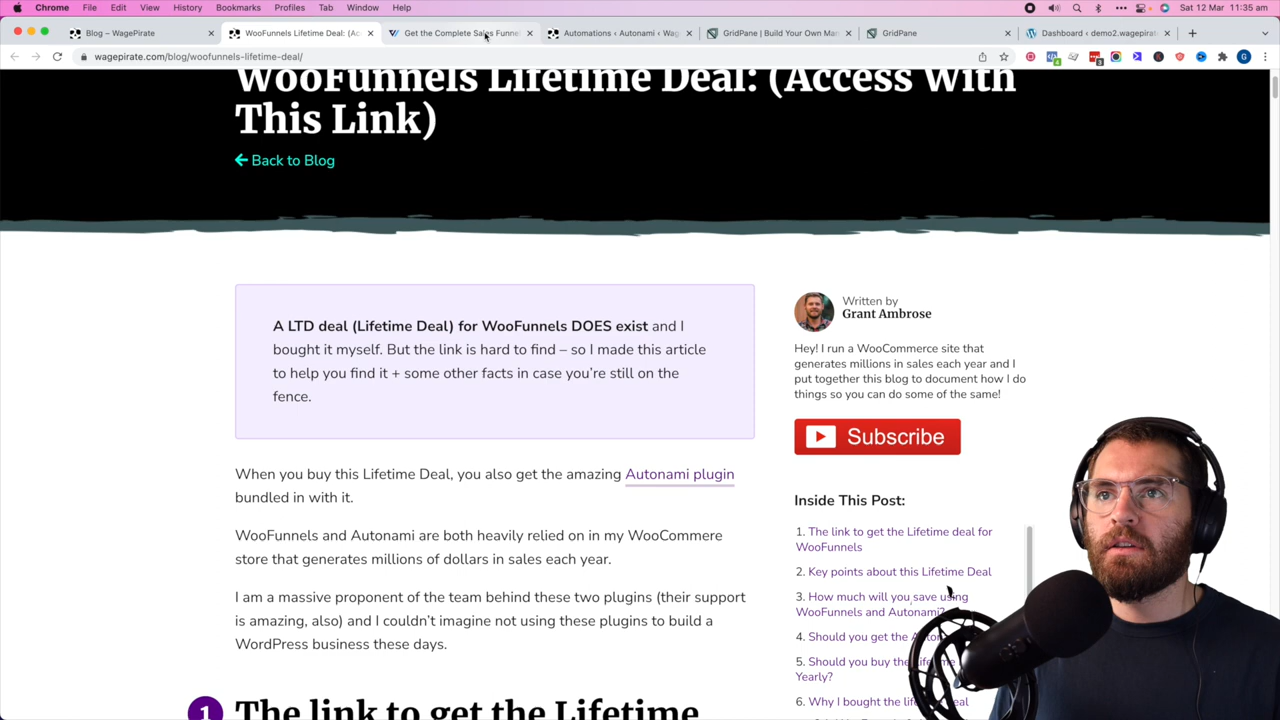 Chrome File Edit View History Bookmarks Profiles Tab Window Help Sat 12 Mar 11:35 am
Blog – WagePirate WooFunnels Lifetime Deal: (Ac Get the Complete Sales Funnel Automations ‹ Autonami ‹ Wag GridPane | Build Your Own Man GridPane Dashboard ‹ demo2.wagepirate
wagepirate.com/blog/woofunnels-lifetime-deal/
WooFunnels Lifetime Deal: (Access With
This Link)
Back to Blog
A LTD deal (Lifetime Deal) for WooFunnels DOES exist and I
bought it myself. But the link is hard to find – so I made this article
to help you find it + some other facts in case you're still on the
fence.
When you buy this Lifetime Deal, you also get the amazing Autonami plugin
bundled in with it.
WooFunnels and Autonami are both heavily relied on in my WooCommere
store that generates millions of dollars in sales each year.
I am a massive proponent of the team behind these two plugins (their support
is amazing, also) and I couldn't imagine not using these plugins to build a
WordPress business these days.
1 The link to get the Lifetime
Written by
Grant Ambrose
Hey! I run a WooCommerce site that
generates millions in sales each year and I
put together this blog to document how I do
things so you can do some of the same!
Subscribe
Inside This Post:
1. The link to get the Lifetime deal for
WooFunnels
2. Key points about this Lifetime Deal
3. How much will you save using
WooFunnels and Autonami?
4. Should you get the
5. Should you buy the
Yearly?
6. Why I bought the deal